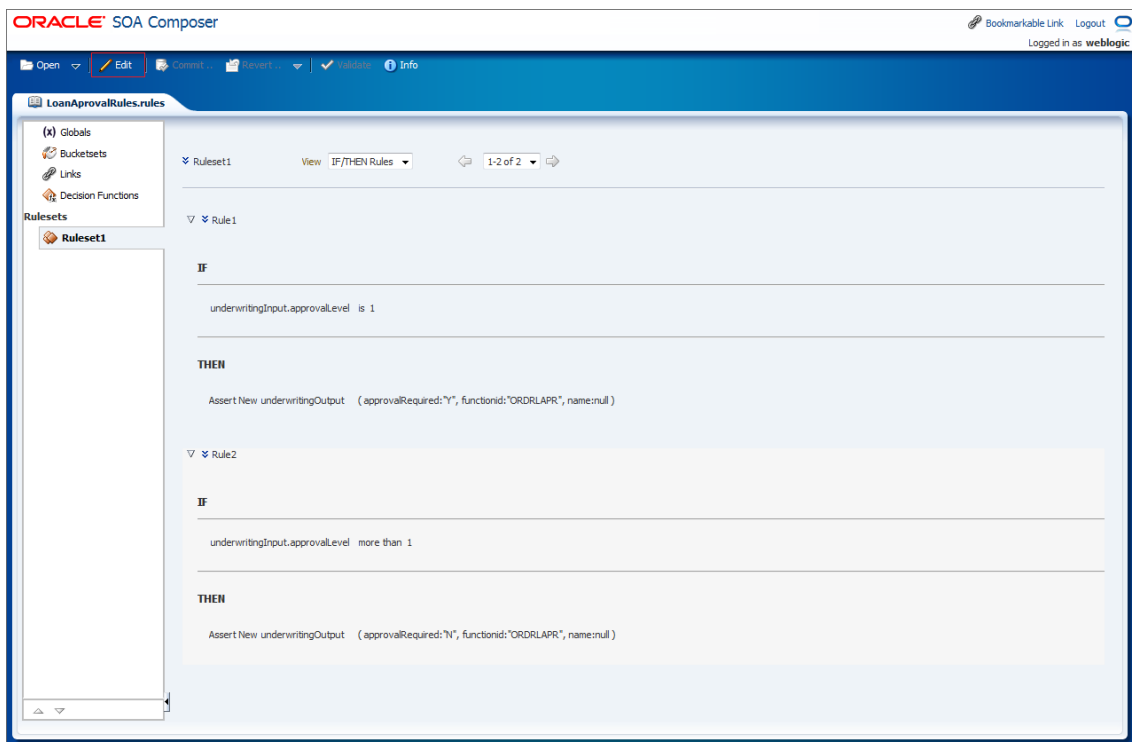 ORACLE SOA Composer
Bookmarkable Link Logout
Logged in as weblogic
Open Edit Commit .. Revert .. Validate Info
LoanAprovalRules.rules
(x) Globals
Bucketsets
Links
Decision Functions
Rulesets
Ruleset1
Ruleset1 View IF/THEN Rules 1-2 of 2
Rule1
IF
underwritingInput.approvalLevel is 1
THEN
Assert New underwritingOutput ( approvalRequired:"Y", functionid:"ORDRLAPR", name:null )
Rule2
IF
underwritingInput.approvalLevel more than 1
THEN
Assert New underwritingOutput ( approvalRequired:"N", functionid:"ORDRLAPR", name:null )